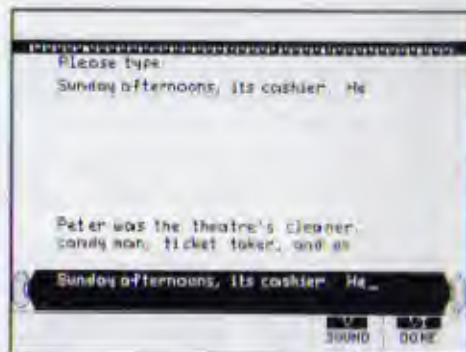 Please type:
Sunday afternoons, its cashier. He
Peter was the theatre's cleaner,
candy man, ticket taker, and on
Sunday afternoons, its cashier. He_
SOUND DONE